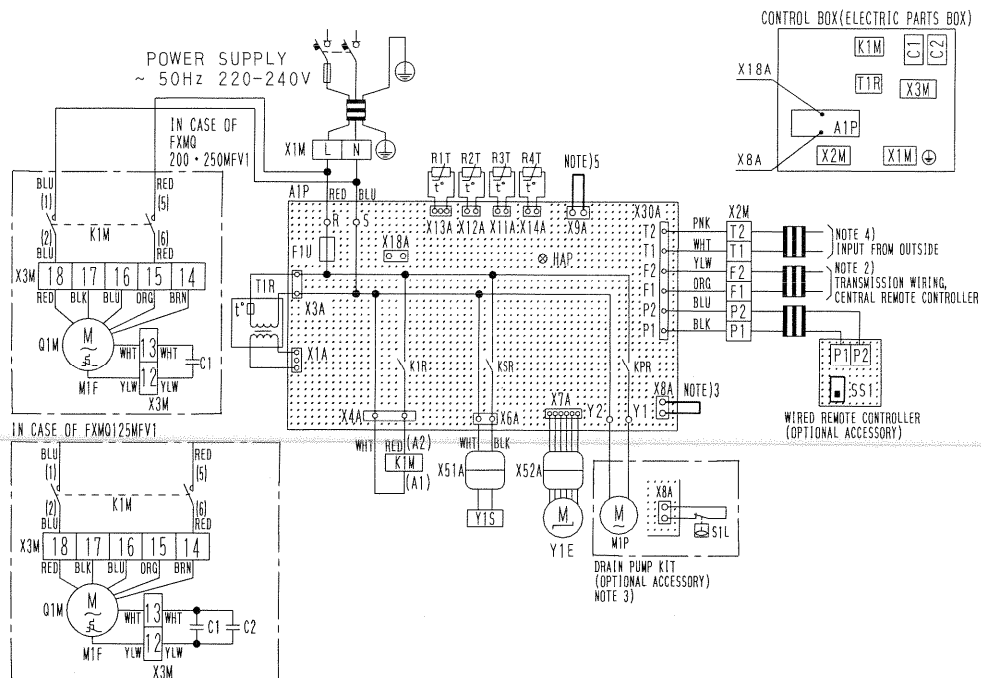 CONTROL BOX(ELECTRIC PARTS BOX)
K1M
C1
C2
X18A
T1R
X3M
A1P
X8A
X2M
X1M
POWER SUPPLY
~ 50Hz 220-240V
IN CASE OF
FXMQ
200・250MFV1
X1M
L
N
BLU
RED
(1)
(5)
K1M
(2)
(6)
BLU
RED
X3M
18
17
16
15
14
RED
BLK
BLU
ORG
BRN
M
~
Q1M
WHT
13
WHT
C1
YLW
12
YLW
M1F
X3M
R1T
R2T
R3T
R4T
NOTE)5
t°
t°
t°
t°
A1P
RED
BLU
X13A
X12A
X11A
X14A
X9A
X30A
X2M
R
S
F1U
X18A
HAP
T2
PNK
T2
NOTE 4)
T1
WHT
T1
INPUT FROM OUTSIDE
F2
YLW
F2
NOTE 2)
F1
ORG
F1
TRANSMISSION WIRING,
CENTRAL REMOTE CONTROLLER
P2
BLU
P2
P1
BLK
P1
T1R
t°
X3A
X1A
K1R
KSR
KPR
P1
P2
SS1
WIRED REMOTE CONTROLLER
(OPTIONAL ACCESSORY)
X4A
X6A
X7A
Y2
Y1
X8A
NOTE)3
WHT
RED
(A2)
K1M
(A1)
WHT
BLK
X51A
X52A
Y1S
M
Y1E
M
~
M1P
X8A
S1L
DRAIN PUMP KIT
(OPTIONAL ACCESSORY)
NOTE 3)
IN CASE OF FXMQ125MFV1
BLU
RED
(1)
(5)
K1M
(2)
(6)
BLU
RED
X3M
18
17
16
15
14
RED
BLK
BLU
ORG
BRN
M
~
Q1M
WHT
13
WHT
C1
C2
YLW
12
YLW
M1F
X3M